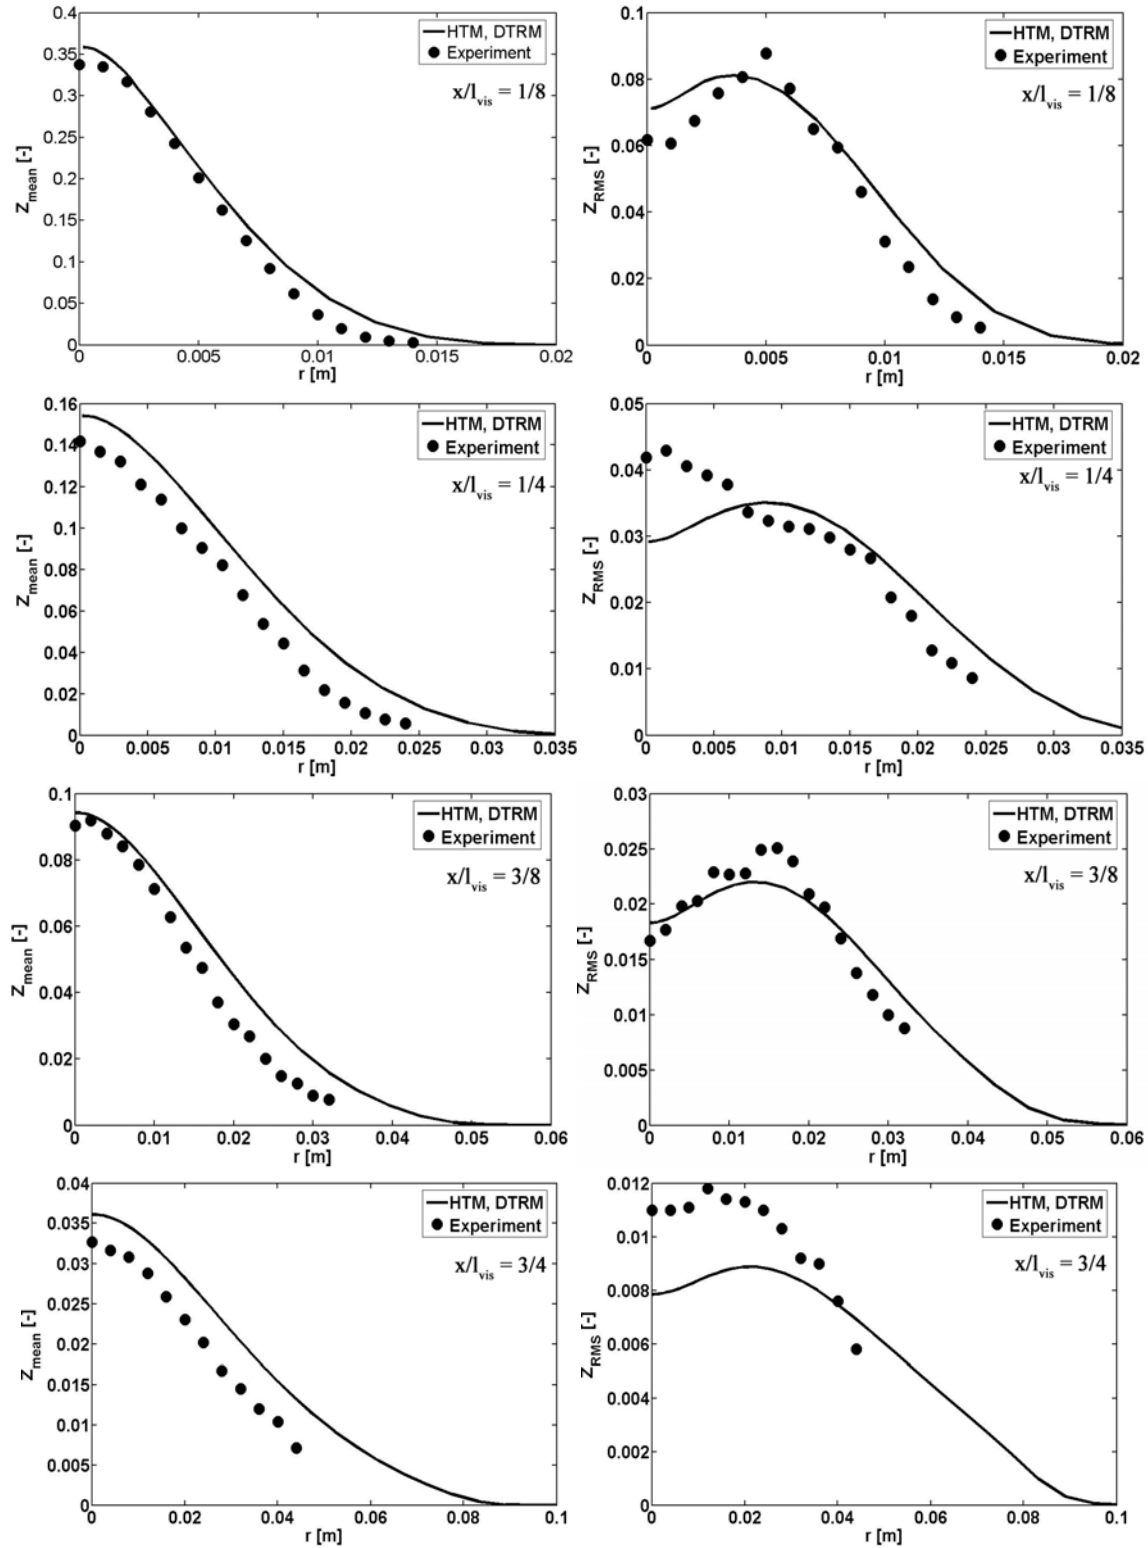 0.4
0.35
0.3
0.25
0.2
0.15
0.1
0.05
0
Z_mean [-]
HTM, DTRM
Experiment
x/l_vis = 1/8
0 0.005 0.01 0.015 0.02
r [m]
0.1
0.08
0.06
0.04
0.02
0
Z_RMS [-]
HTM, DTRM
Experiment
x/l_vis = 1/8
0 0.005 0.01 0.015 0.02
r [m]
0.16
0.14
0.12
0.1
0.08
0.06
0.04
0.02
0
Z_mean [-]
HTM, DTRM
Experiment
x/l_vis = 1/4
0 0.005 0.01 0.015 0.02 0.025 0.03 0.035
r [m]
0.05
0.04
0.03
0.02
0.01
0
Z_RMS [-]
HTM, DTRM
Experiment
x/l_vis = 1/4
0 0.005 0.01 0.015 0.02 0.025 0.03 0.035
r [m]
0.1
0.08
0.06
0.04
0.02
0
Z_mean [-]
HTM, DTRM
Experiment
x/l_vis = 3/8
0 0.01 0.02 0.03 0.04 0.05 0.06
r [m]
0.03
0.025
0.02
0.015
0.01
0.005
0
Z_RMS [-]
HTM, DTRM
Experiment
x/l_vis = 3/8
0 0.01 0.02 0.03 0.04 0.05 0.06
r [m]
0.04
0.035
0.03
0.025
0.02
0.015
0.01
0.005
0
Z_mean [-]
HTM, DTRM
Experiment
x/l_vis = 3/4
0 0.02 0.04 0.06 0.08 0.1
r [m]
0.012
0.01
0.008
0.006
0.004
0.002
0
Z_RMS [-]
HTM, DTRM
Experiment
x/l_vis = 3/4
0 0.02 0.04 0.06 0.08 0.1
r [m]